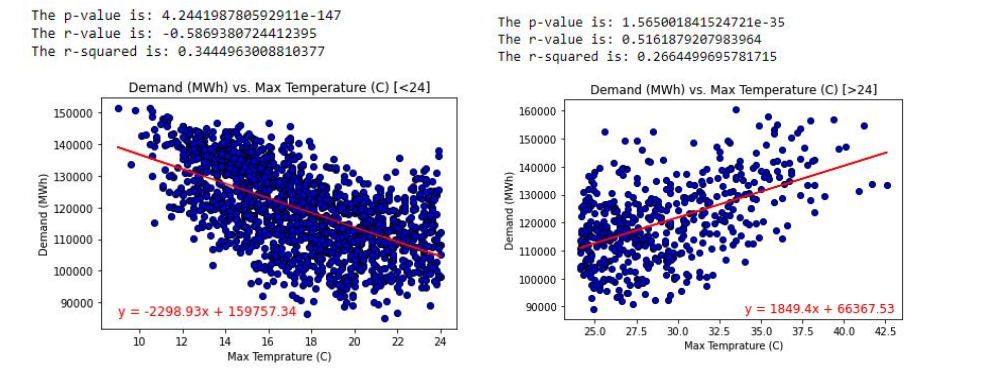 The p-value is: 4.244198780592911e-147
The r-value is: -0.5869380724412395
The r-squared is: 0.3444963008810377
Demand (MWh) vs. Max Temperature (C) [<24]
150000
140000
130000
120000
110000
100000
90000
Demand (MWh)
y = -2298.93x + 159757.34
10 12 14 16 18 20 22 24
Max Temprature (C)
The p-value is: 1.565001841524721e-35
The r-value is: 0.5161879207983964
The r-squared is: 0.2664499695781715
Demand (MWh) vs. Max Temperature (C) [>24]
160000
150000
140000
130000
120000
110000
100000
90000
Demand (MWh)
y = 1849.4x + 66367.53
25.0 27.5 30.0 32.5 35.0 37.5 40.0 42.5
Max Temprature (C)